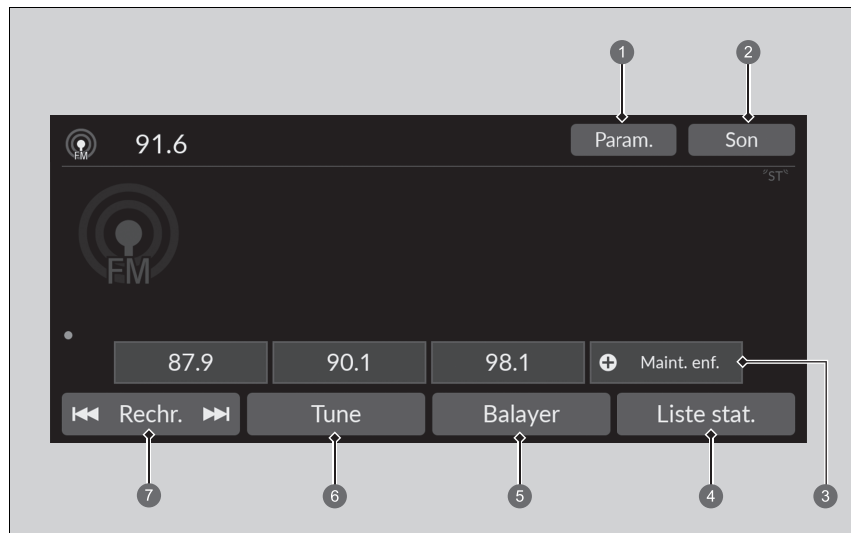 1 2
FM 91.6 Param. Son
ST
FM
87.9 90.1 98.1 Maint. enf.
Rechr. Tune Balayer Liste stat.
7 6 5 4 3